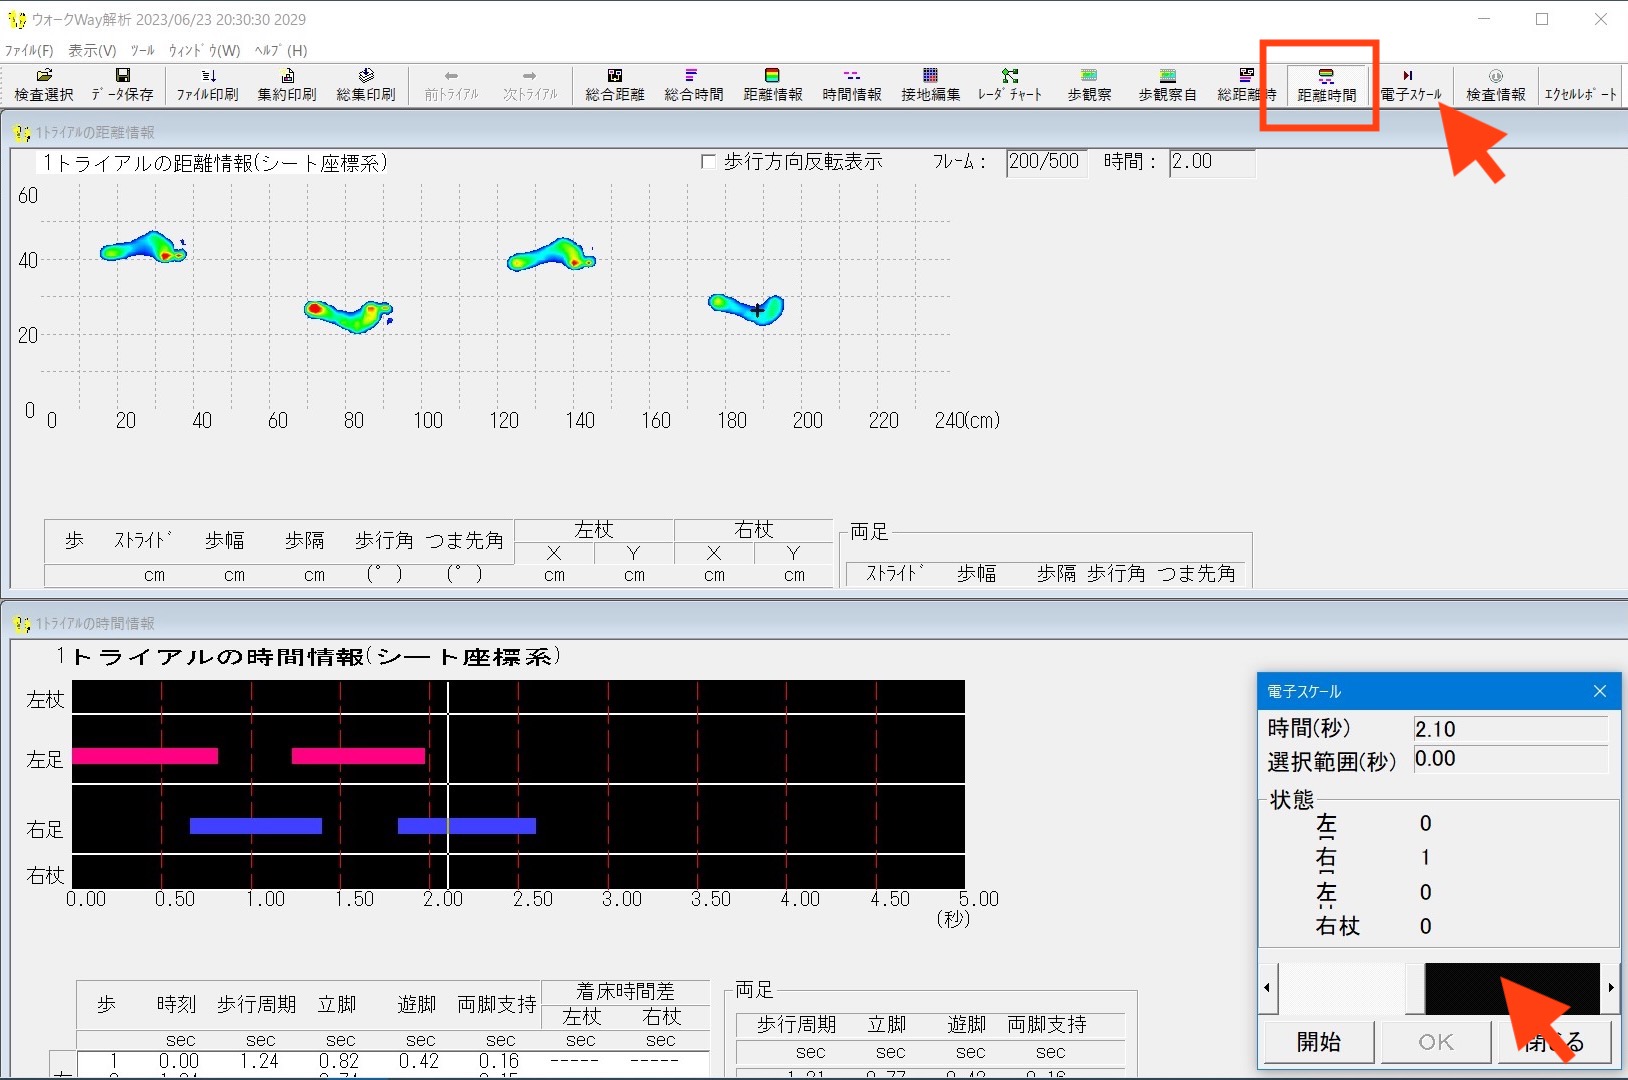 ウォークWay解析 2023/06/23 20:30:30 2029
ﾌｧｲﾙ(F) 表示(V) ﾂｰﾙ ｳｨﾝﾄﾞｳ(W) ﾍﾙﾌﾟ(H)
検査選択 ﾃﾞｰﾀ保存 ﾌｧｲﾙ印刷 集約印刷 総集印刷 前ﾄﾗｲｱﾙ 次ﾄﾗｲｱﾙ 総合距離 総合時間 距離情報 時間情報 接地編集 ﾚｰﾀﾞﾁｬｰﾄ 歩観察 歩観察自 総距離時 距離時間 電子ｽｹｰﾙ 検査情報 ｴｸｾﾙﾚﾎﾟｰﾄ
1ﾄﾗｲｱﾙの距離情報
1トライアルの距離情報(シート座標系) 歩行方向反転表示 ﾌﾚｰﾑ： 200/500 時間： 2.00
60
40
20
0
0 20 40 60 80 100 120 140 160 180 200 220 240(cm)
左杖 右杖 両足
歩 ｽﾄﾗｲﾄﾞ 歩幅 歩隔 歩行角 つま先角
X Y X Y
cm cm cm (°) (°) cm cm cm cm
ｽﾄﾗｲﾄﾞ 歩幅 歩隔 歩行角 つま先角
1ﾄﾗｲｱﾙの時間情報
1トライアルの時間情報(シート座標系)
左杖
左足
右足
右杖
0.00 0.50 1.00 1.50 2.00 2.50 3.00 3.50 4.00 4.50 5.00
(秒)
電子スケール
時間(秒) 2.10
選択範囲(秒) 0.00
状態
左 0
右 1
左 0
右杖 0
開始 OK 閉じる
着床時間差 両足
歩 時刻 歩行周期 立脚 遊脚 両脚支持 左杖 右杖
sec sec sec sec sec sec sec
1 0.00 1.24 0.82 0.42 0.16 ----- -----
歩行周期 立脚 遊脚 両脚支持
sec sec sec sec